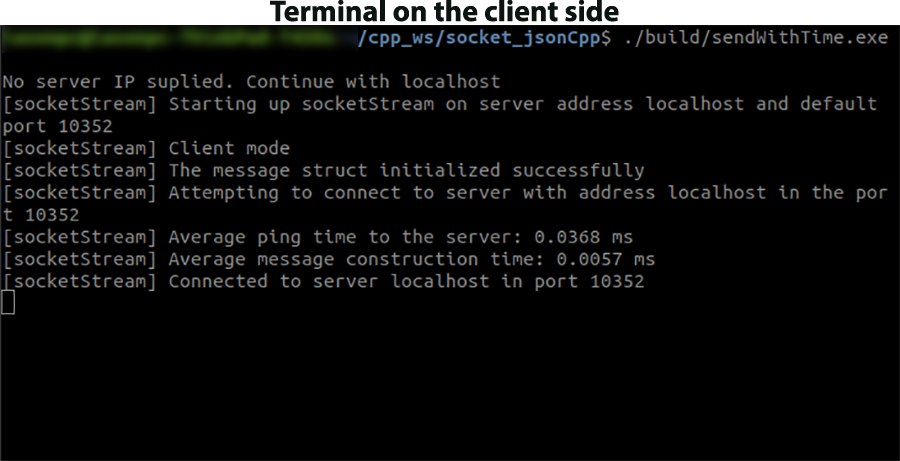 Terminal on the client side
/cpp_ws/socket_jsonCpp$ ./build/sendWithTime.exe
No server IP suplied. Continue with localhost
[socketStream] Starting up socketStream on server address localhost and default
port 10352
[socketStream] Client mode
[socketStream] The message struct initialized successfully
[socketStream] Attempting to connect to server with address localhost in the por
t 10352
[socketStream] Average ping time to the server: 0.0368 ms
[socketStream] Average message construction time: 0.0057 ms
[socketStream] Connected to server localhost in port 10352